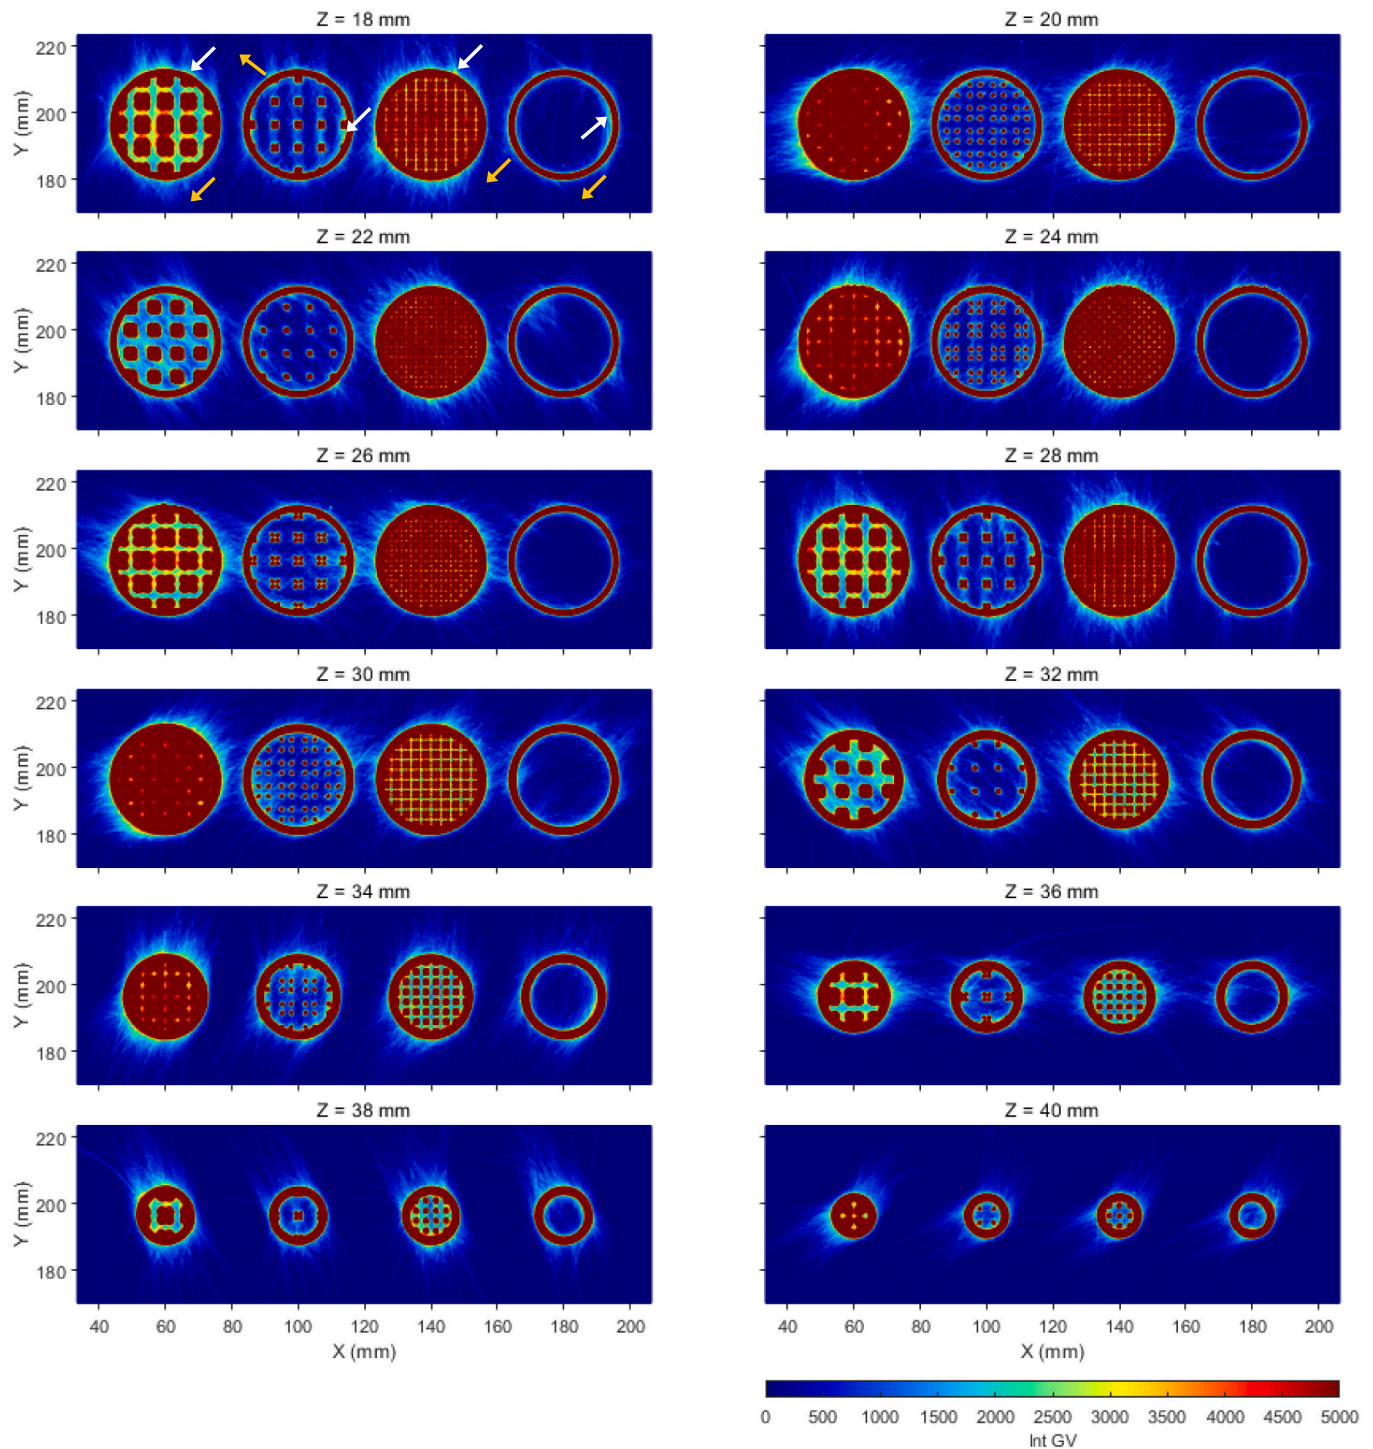 Z = 18 mm
Z = 20 mm
220
200
180
Y (mm)
Z = 22 mm
Z = 24 mm
220
200
180
Y (mm)
Z = 26 mm
Z = 28 mm
220
200
180
Y (mm)
Z = 30 mm
Z = 32 mm
220
200
180
Y (mm)
Z = 34 mm
Z = 36 mm
220
200
180
Y (mm)
Z = 38 mm
Z = 40 mm
220
200
180
Y (mm)
40 60 80 100 120 140 160 180 200
40 60 80 100 120 140 160 180 200
X (mm)
X (mm)
0 500 1000 1500 2000 2500 3000 3500 4000 4500 5000
Int GV